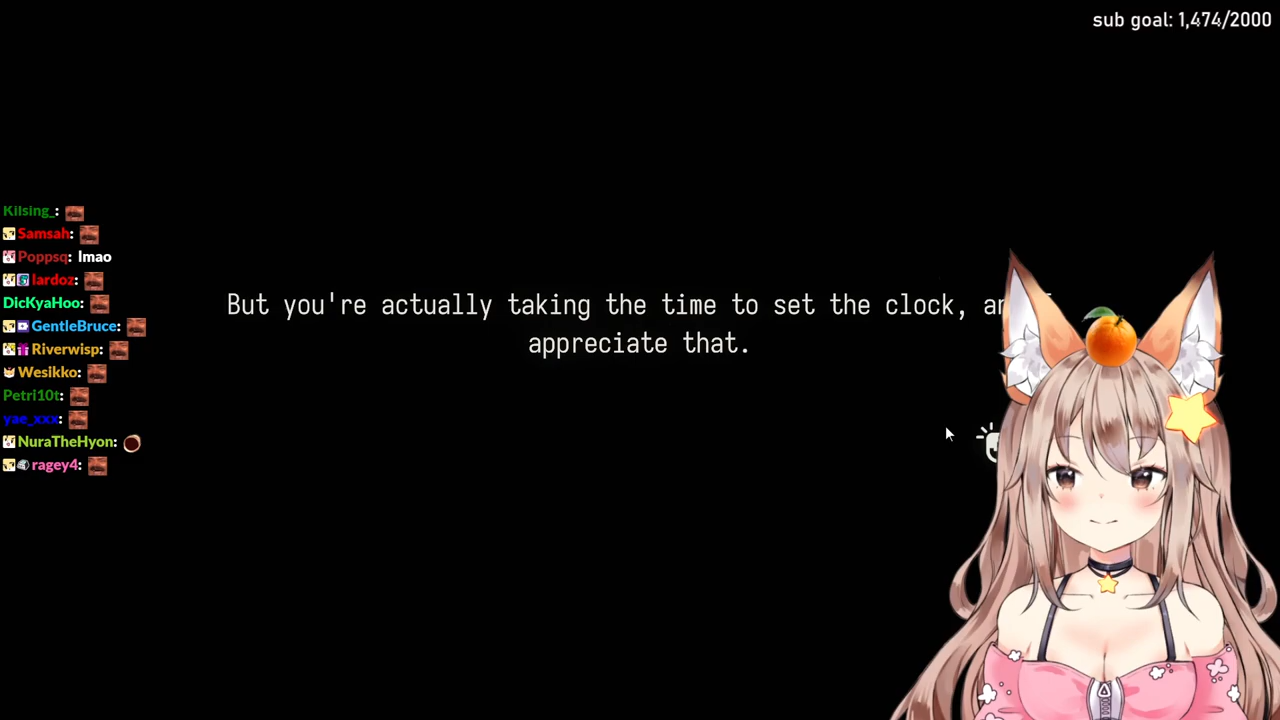 sub goal: 1,474/2000
Kilsing_:
Samsah:
Poppsq: lmao
lardoz:
DicKyaHoo:
GentleBruce:
Riverwisp:
Wesikko:
Petri10t:
yae_xxx:
NuraTheHyon:
ragey4:
But you're actually taking the time to set the clock,
appreciate that.